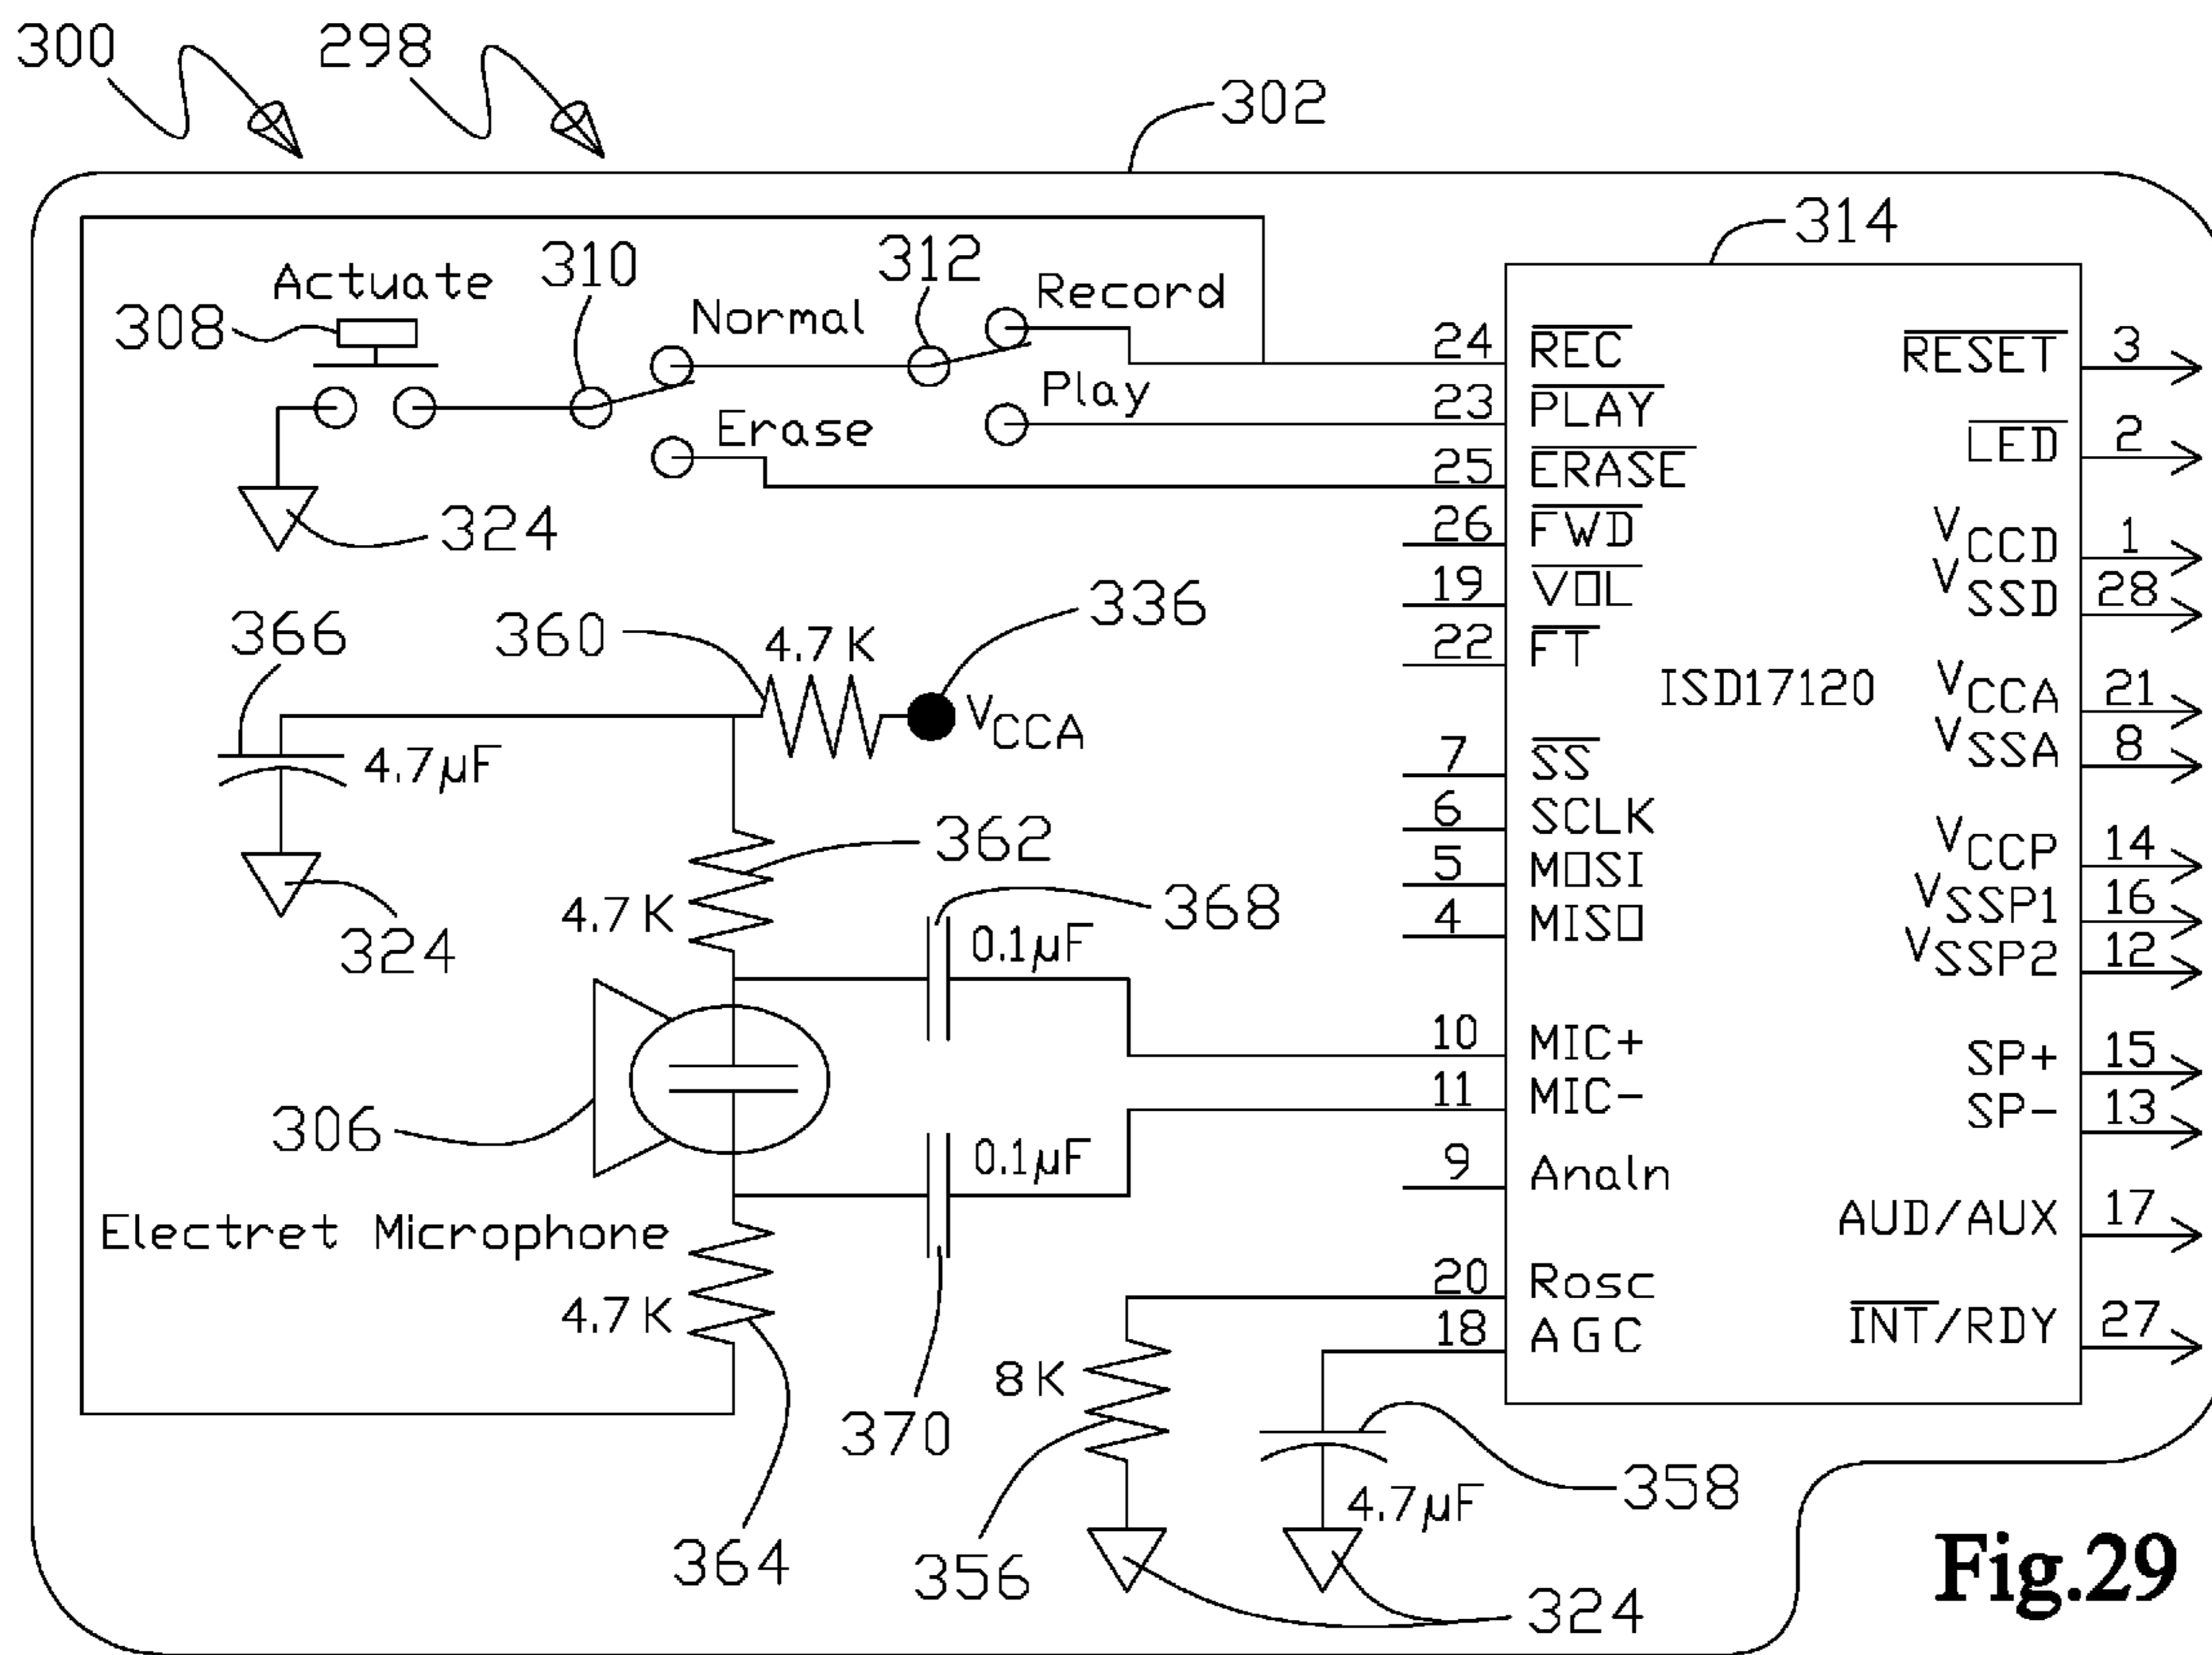 300
298
302
314
Actuate
308
310
Normal
312
Record
Play
Erase
324
24 REC
23 PLAY
25 ERASE
26 FWD
19 VOL
22 FT
7 SS
6 SCLK
5 MOSI
4 MISO
10 MIC+
11 MIC-
9 AnaIn
20 Rosc
18 AGC
ISD17120
RESET 3
LED 2
VCCD 1
VSSD 28
VCCA 21
VSSA 8
VCCP 14
VSSP1 16
VSSP2 12
SP+ 15
SP- 13
AUD/AUX 17
INT/RDY 27
366
360
4.7K
336
VCCA
4.7µF
324
362
4.7K
368
0.1µF
306
0.1µF
Electret Microphone
4.7K
370
364
8K
356
358
4.7µF
324
Fig.29